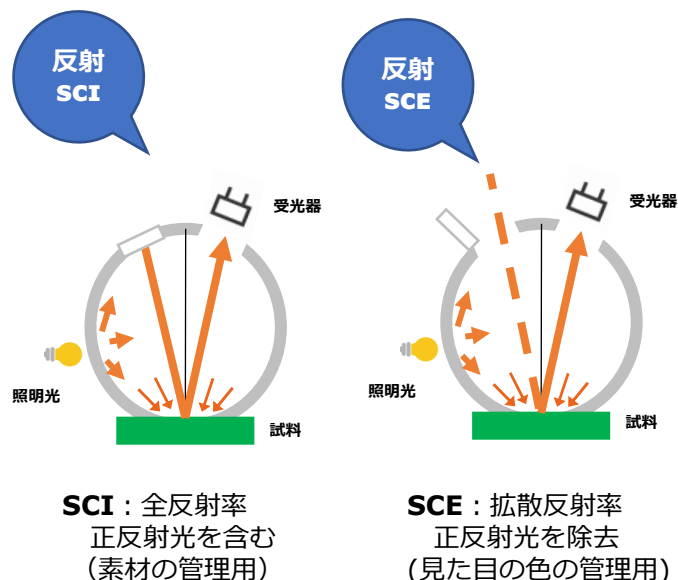 反射
SCI
受光器
照明光
試料
SCI：全反射率
正反射光を含む
（素材の管理用）
反射
SCE
受光器
照明光
試料
SCE：拡散反射率
正反射光を除去
(見た目の色の管理用)